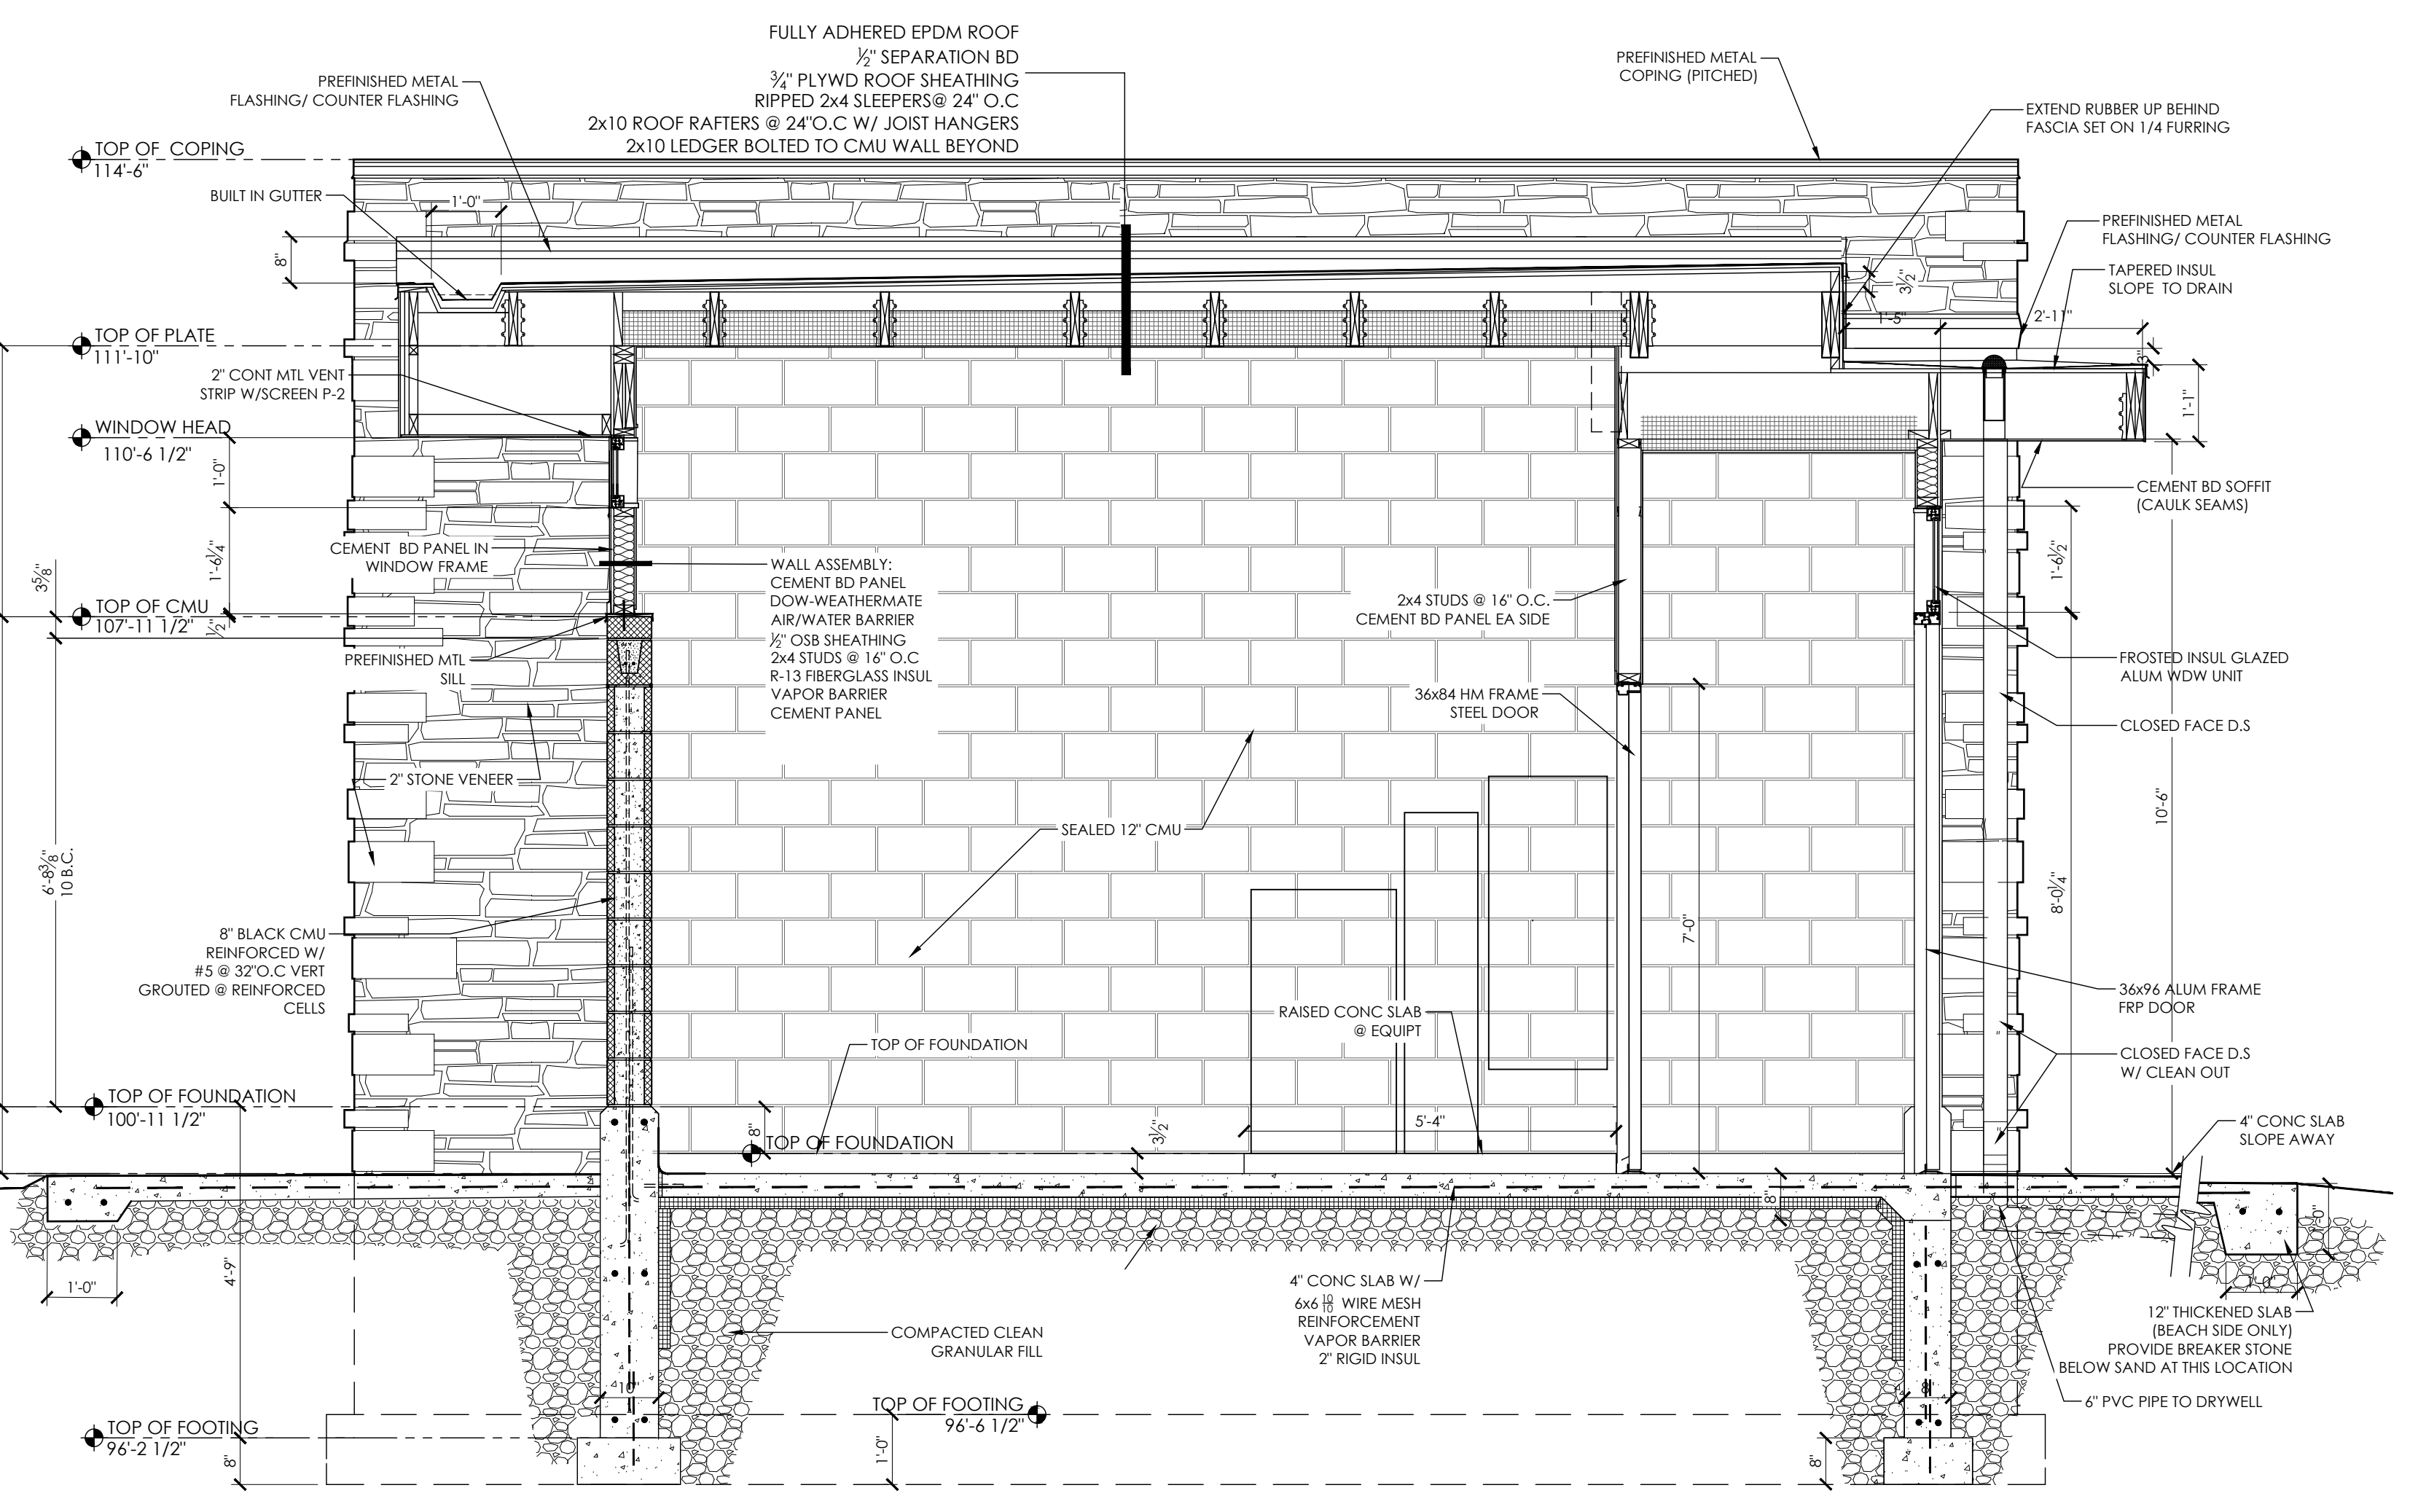 FULLY ADHERED EPDM ROOF
½" SEPARATION BD
¾" PLYWD ROOF SHEATHING
RIPPED 2x4 SLEEPERS@ 24" O.C
2x10 ROOF RAFTERS @ 24"O.C W/ JOIST HANGERS
2x10 LEDGER BOLTED TO CMU WALL BEYOND
PREFINISHED METAL
FLASHING/ COUNTER FLASHING
PREFINISHED METAL
COPING (PITCHED)
EXTEND RUBBER UP BEHIND
FASCIA SET ON 1/4 FURRING
TOP OF COPING
114'-6"
BUILT IN GUTTER
1'-0"
8"
PREFINISHED METAL
FLASHING/ COUNTER FLASHING
TAPERED INSUL
SLOPE TO DRAIN
3½"
1'-5"
2'-11"
3"
1'-1"
TOP OF PLATE
111'-10"
2" CONT MTL VENT
STRIP W/SCREEN P-2
WINDOW HEAD
110'-6 1/2"
1'-0"
1'-6¼"
½"
3⅝"
CEMENT BD SOFFIT
(CAULK SEAMS)
CEMENT BD PANEL IN
WINDOW FRAME
WALL ASSEMBLY:
CEMENT BD PANEL
DOW-WEATHERMATE
AIR/WATER BARRIER
½" OSB SHEATHING
2x4 STUDS @ 16" O.C
R-13 FIBERGLASS INSUL
VAPOR BARRIER
CEMENT PANEL
2x4 STUDS @ 16" O.C.
CEMENT BD PANEL EA SIDE
1'-6½"
TOP OF CMU
107'-11 1/2"
PREFINISHED MTL
SILL
36x84 HM FRAME
STEEL DOOR
FROSTED INSUL GLAZED
ALUM WDW UNIT
CLOSED FACE D.S
2" STONE VENEER
SEALED 12" CMU
10'-6"
6'-8⅜"
10 B.C.
8'-0¼"
7'-0"
8" BLACK CMU
REINFORCED W/
#5 @ 32"O.C VERT
GROUTED @ REINFORCED
CELLS
36x96 ALUM FRAME
FRP DOOR
RAISED CONC SLAB
@ EQUIPT
TOP OF FOUNDATION
CLOSED FACE D.S
W/ CLEAN OUT
TOP OF FOUNDATION
100'-11 1/2"
8"
TOP OF FOUNDATION
3½"
5'-4"
4" CONC SLAB
SLOPE AWAY
8"
1'-0"
1'-0"
1'-0"
4'-9"
4" CONC SLAB W/
6x6 10/10 WIRE MESH
REINFORCEMENT
VAPOR BARRIER
2" RIGID INSUL
COMPACTED CLEAN
GRANULAR FILL
12" THICKENED SLAB
(BEACH SIDE ONLY)
PROVIDE BREAKER STONE
BELOW SAND AT THIS LOCATION
6" PVC PIPE TO DRYWELL
10"
8"
TOP OF FOOTING
96'-6 1/2"
TOP OF FOOTING
96'-2 1/2"
8"
1'-0"
8"